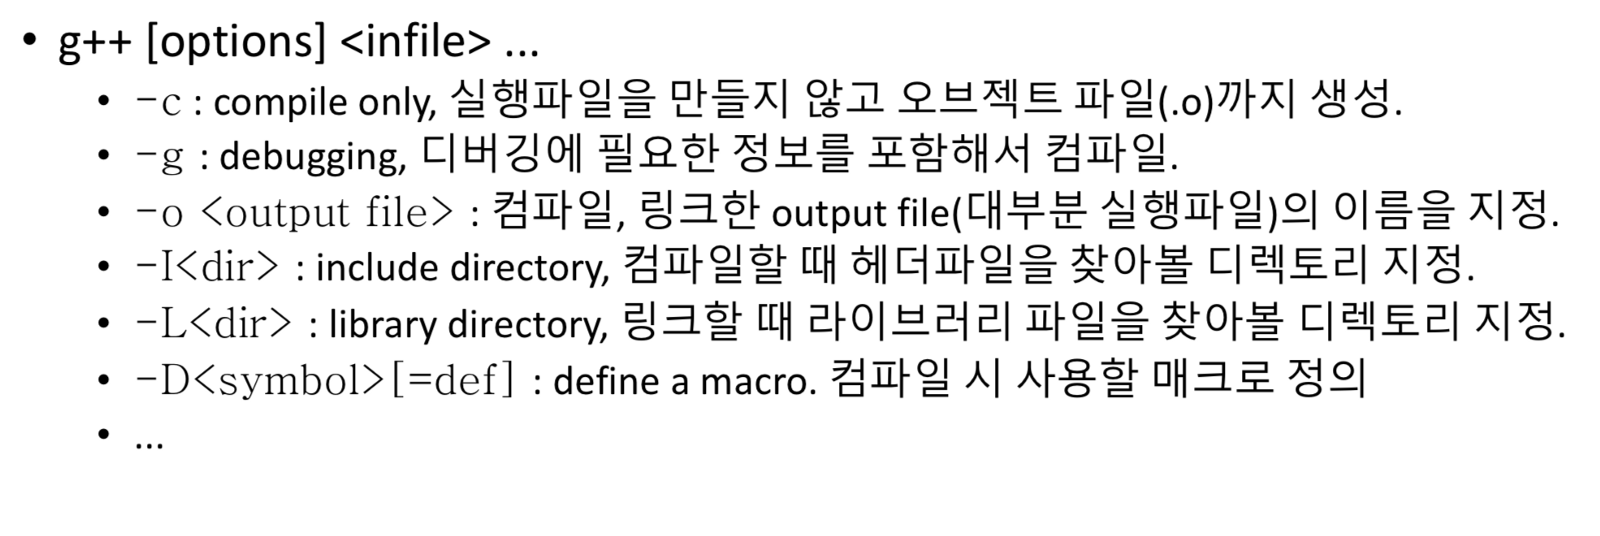 • g++ [options] <infile> ...
• -c : compile only, 실행파일을 만들지 않고 오브젝트 파일(.o)까지 생성.
• -g : debugging, 디버깅에 필요한 정보를 포함해서 컴파일.
• -o <output file> : 컴파일, 링크한 output file(대부분 실행파일)의 이름을 지정.
• -I<dir> : include directory, 컴파일할 때 헤더파일을 찾아볼 디렉토리 지정.
• -L<dir> : library directory, 링크할 때 라이브러리 파일을 찾아볼 디렉토리 지정.
• -D<symbol>[=def] : define a macro. 컴파일 시 사용할 매크로 정의
• ...